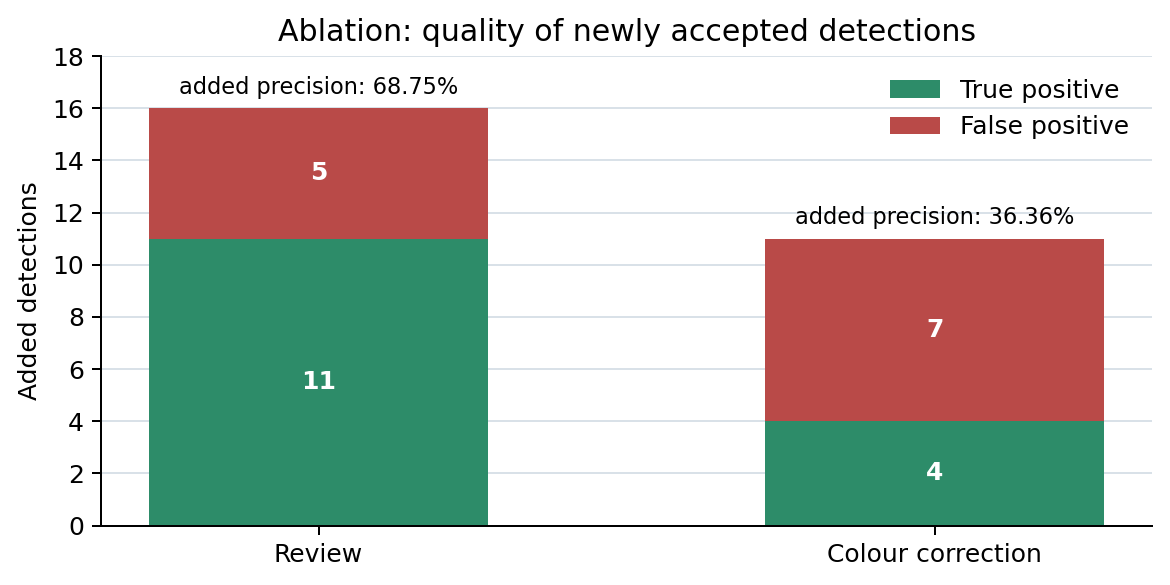 Ablation: quality of newly accepted detections
Added detections
18
16
14
12
10
8
6
4
2
0
added precision: 68.75%
5
11
added precision: 36.36%
7
4
True positive
False positive
Review
Colour correction